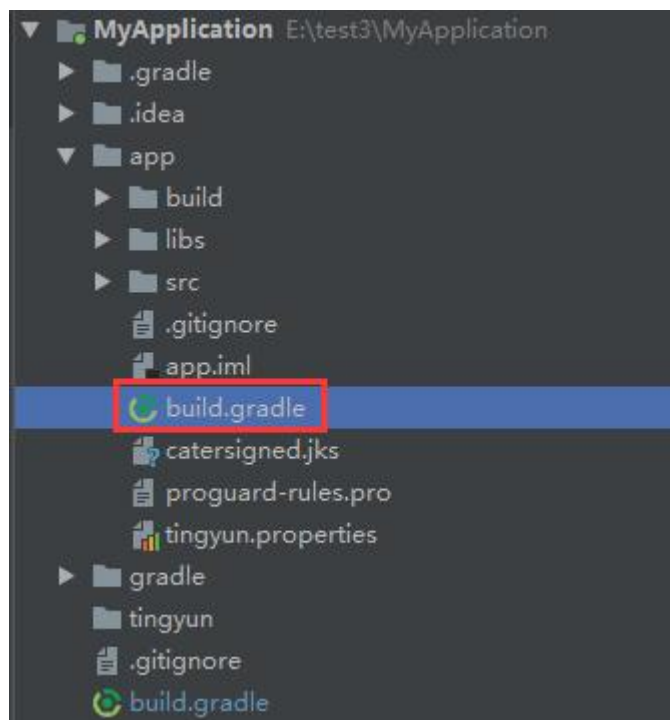 MyApplication E:\test3\MyApplication
.gradle
.idea
app
build
libs
src
.gitignore
app.iml
build.gradle
catersigned.jks
proguard-rules.pro
tingyun.properties
gradle
tingyun
.gitignore
build.gradle